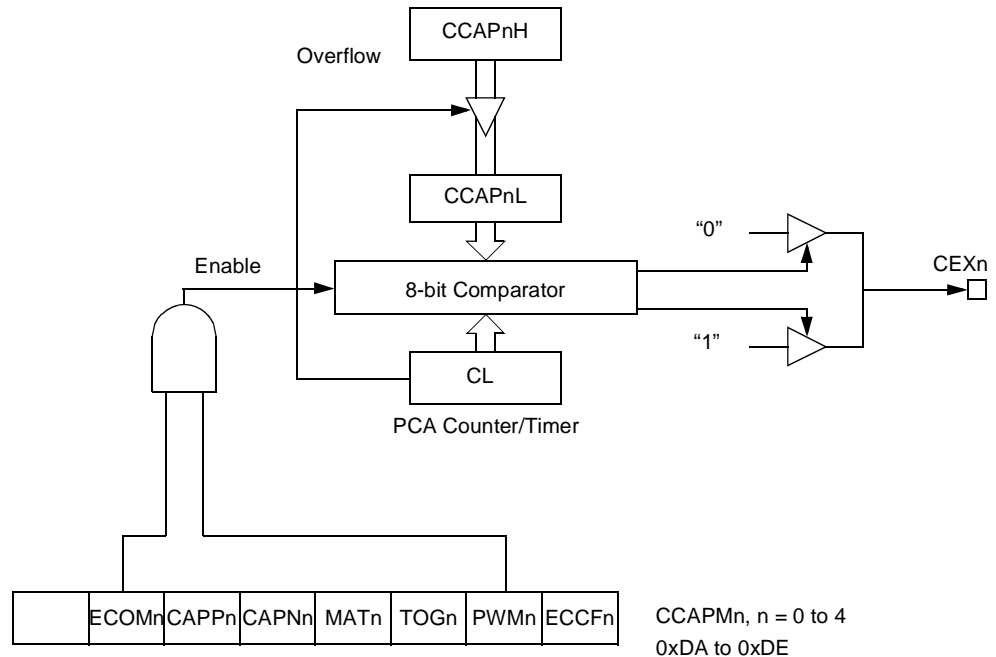 CCAPnH
Overflow
CCAPnL
“0”
Enable
CEXn
8-bit Comparator
“1”
CL
PCA Counter/Timer
ECOMn CAPPn CAPNn MATn TOGn PWMn ECCFn
CCAPMn, n = 0 to 4
0xDA to 0xDE